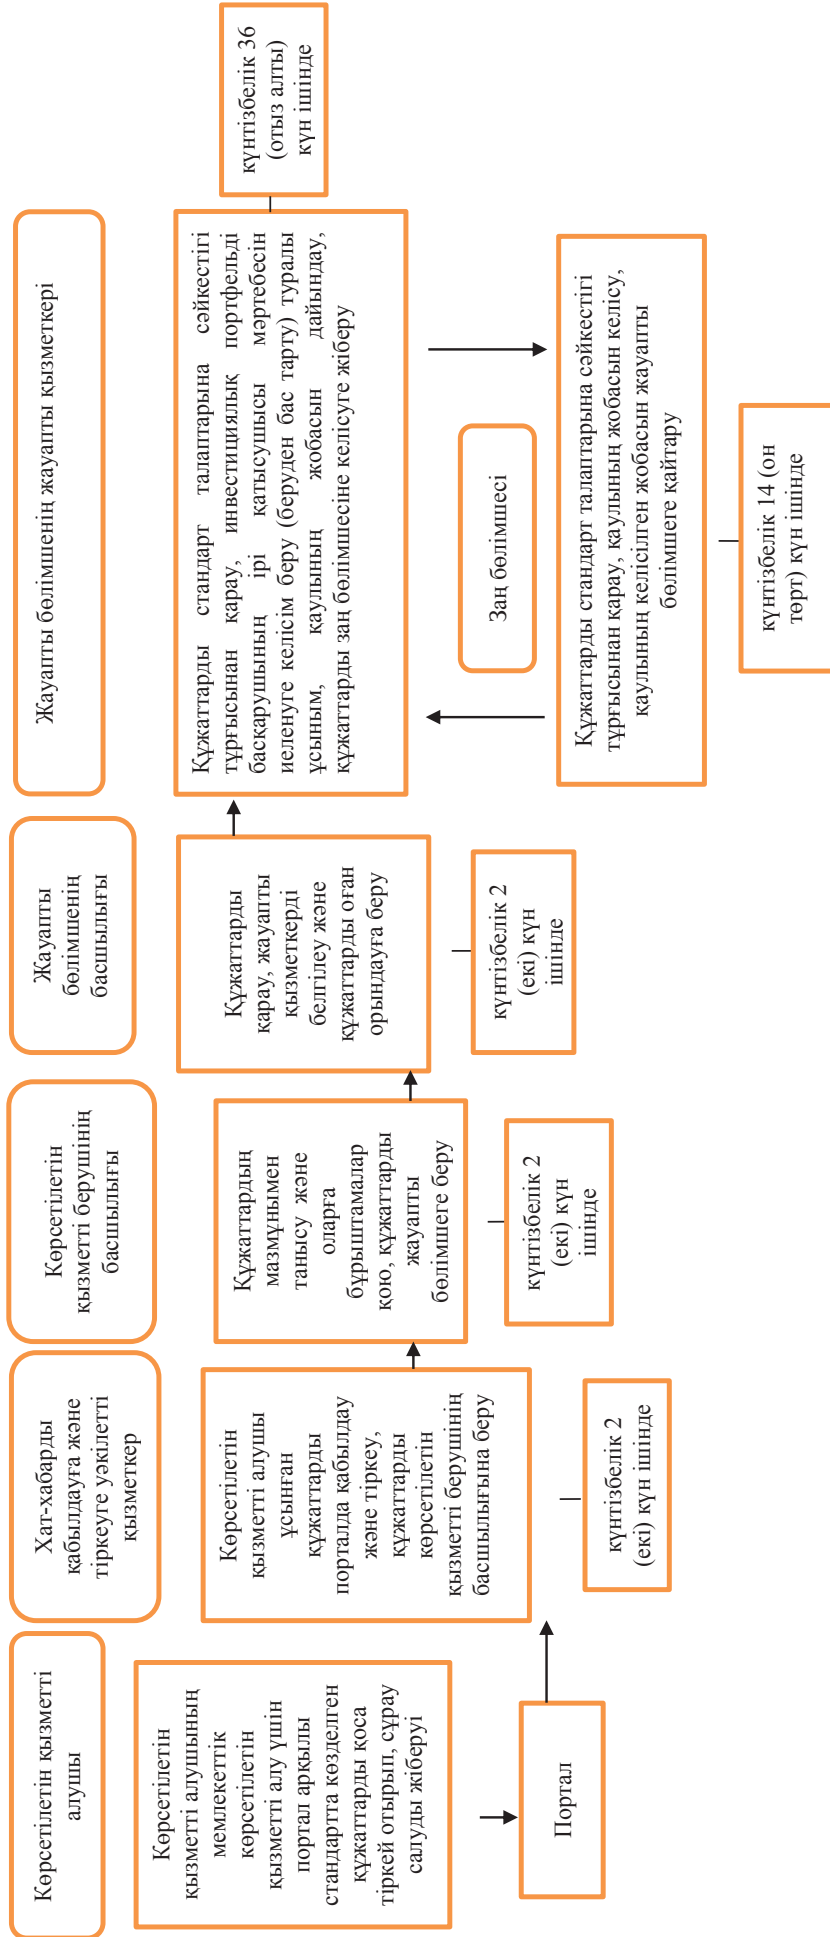 Көрсетілетін қызметті
алушы
Хат-хабарды
қабылдауға және
тіркеуге уәкілетті
қызметкер
Көрсетілетін
қызметті берушінің
басшылығы
Жауапты
бөлімшенің
басшылығы
Жауапты бөлімшенің жауапты қызметкері
Көрсетілетін
қызметті алушының
мемлекеттік
көрсетілетін
қызметті алу үшін
портал арқылы
стандартта көзделген
құжаттарды қоса
тіркей отырып, сұрау
салуды жіберуі
Портал
Көрсетілетін
қызметті алушы
ұсынған
құжаттарды
порталда қабылдау
және тіркеу,
құжаттарды
көрсетілетін
қызметті берушінің
басшылығына беру
күнтізбелік 2
(екі) күн ішінде
Құжаттардың
мазмұнымен
танысу және
оларға
бұрыштамалар
қою, құжаттарды
жауапты
бөлімшеге беру
күнтізбелік 2
(екі) күн
ішінде
Құжаттарды
қарау, жауапты
қызметкерді
белгілеу және
құжаттарды оған
орындауға беру
күнтізбелік 2
(екі) күн
ішінде
Құжаттарды стандарт талаптарына сәйкестігі
тұрғысынан қарау, инвестициялық портфельді
басқарушының ірі қатысушысы мәртебесін
иеленуге келісім беру (беруден бас тарту) туралы
ұсыным, қаулының жобасын дайындау,
құжаттарды заң бөлімшесіне келісуге жіберу
күнтізбелік 36
(отыз алты)
күн ішінде
Заң бөлімшесі
Құжаттарды стандарт талаптарына сәйкестігі
тұрғысынан қарау, қаулының жобасын келісу,
қаулының келісілген жобасын жауапты
бөлімшеге қайтару
күнтізбелік 14 (он
төрт) күн ішінде